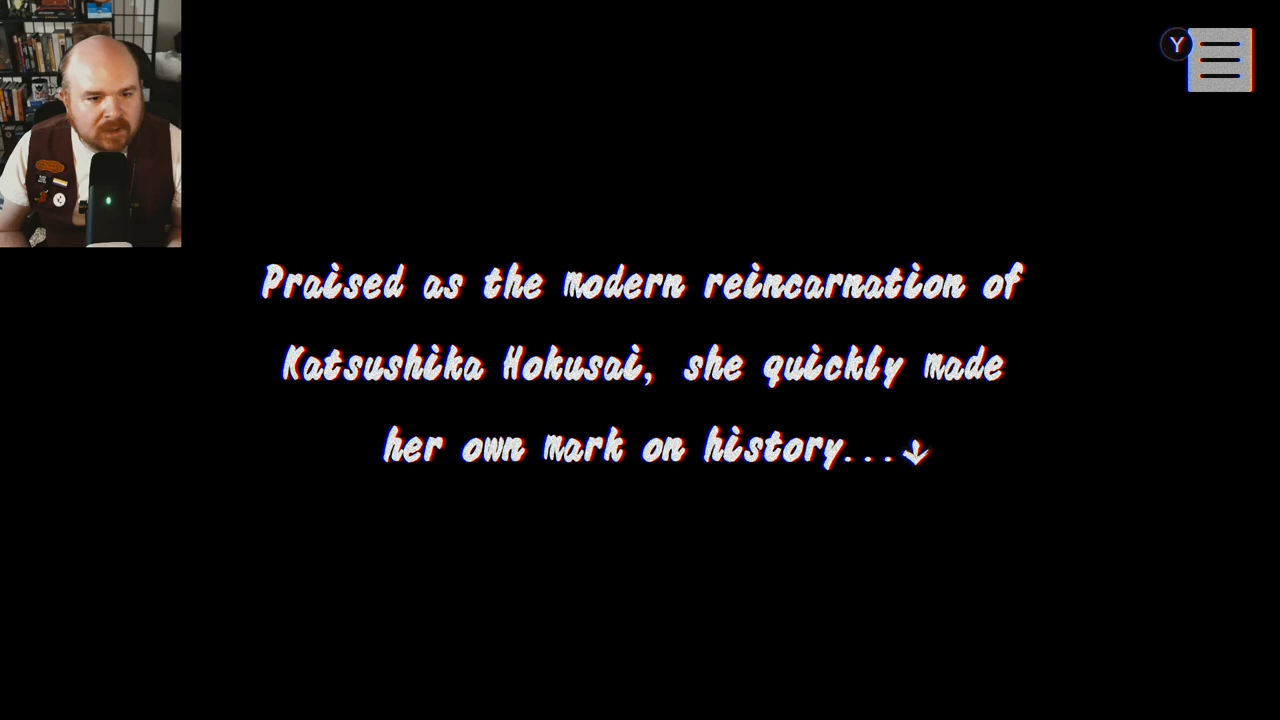 Y
Praised as the modern reincarnation of
Katsushika Hokusai, she quickly made
her own mark on history...